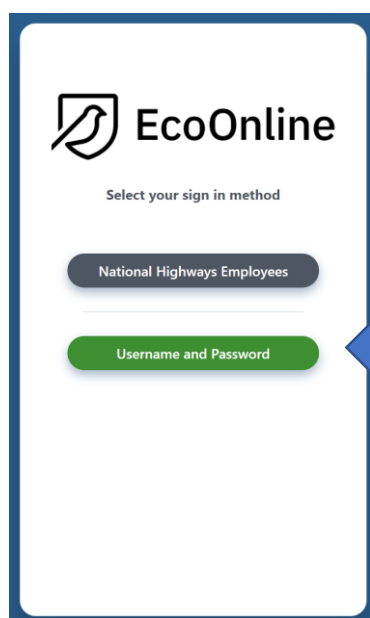 EcoOnline
Select your sign in method
National Highways Employees
Username and Password